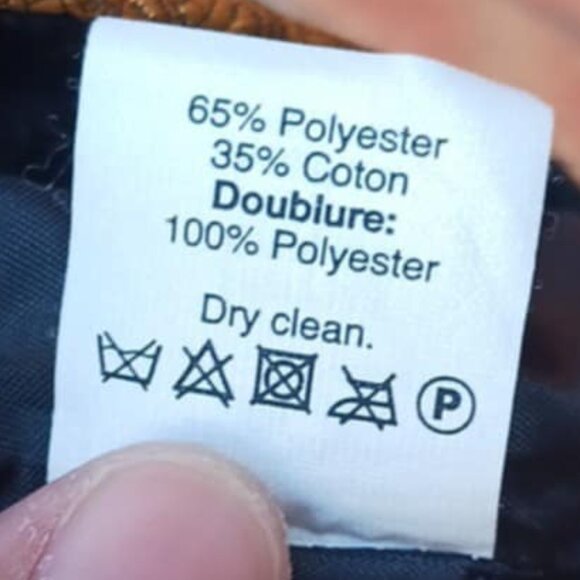 65% Polyester
35% Coton
Doublure:
100% Polyester
Dry clean.
P